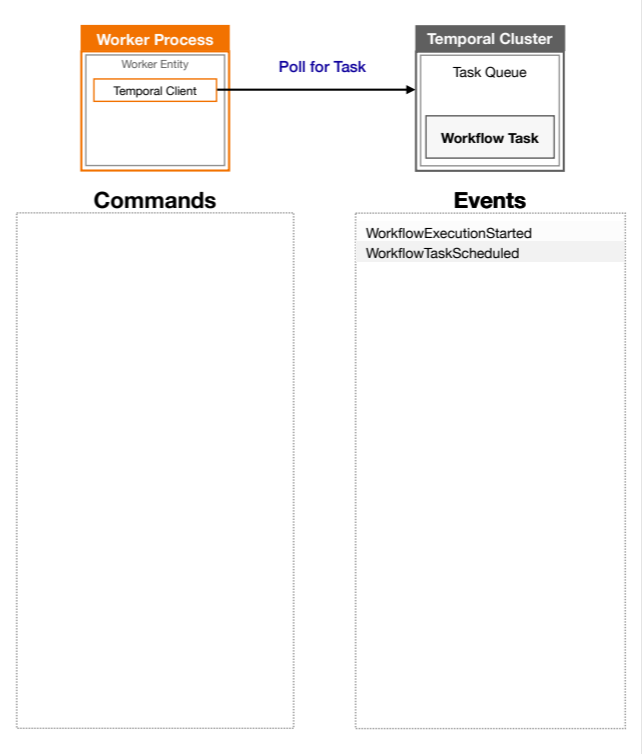 Worker Process
Worker Entity
Temporal Client
Poll for Task
Temporal Cluster
Task Queue
Workflow Task
Commands
Events
WorkflowExecutionStarted
WorkflowTaskScheduled